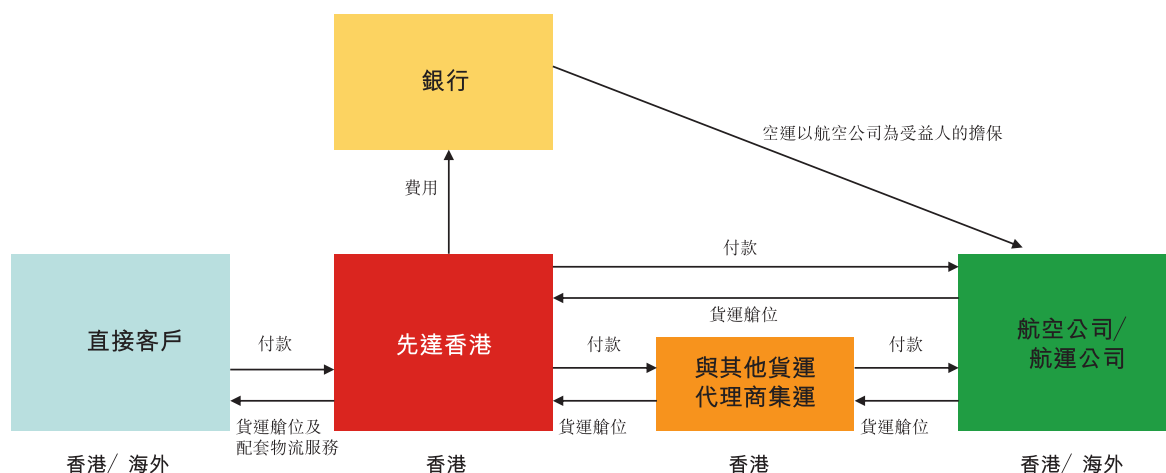 銀行
空運以航空公司為受益人的擔保
費用
付款
貨運艙位
直接客戶
先達香港
航空公司/
航運公司
付款
付款
與其他貨運
代理商集運
付款
貨運艙位及
配套物流服務
貨運艙位
貨運艙位
香港/ 海外
香港
香港
香港/ 海外